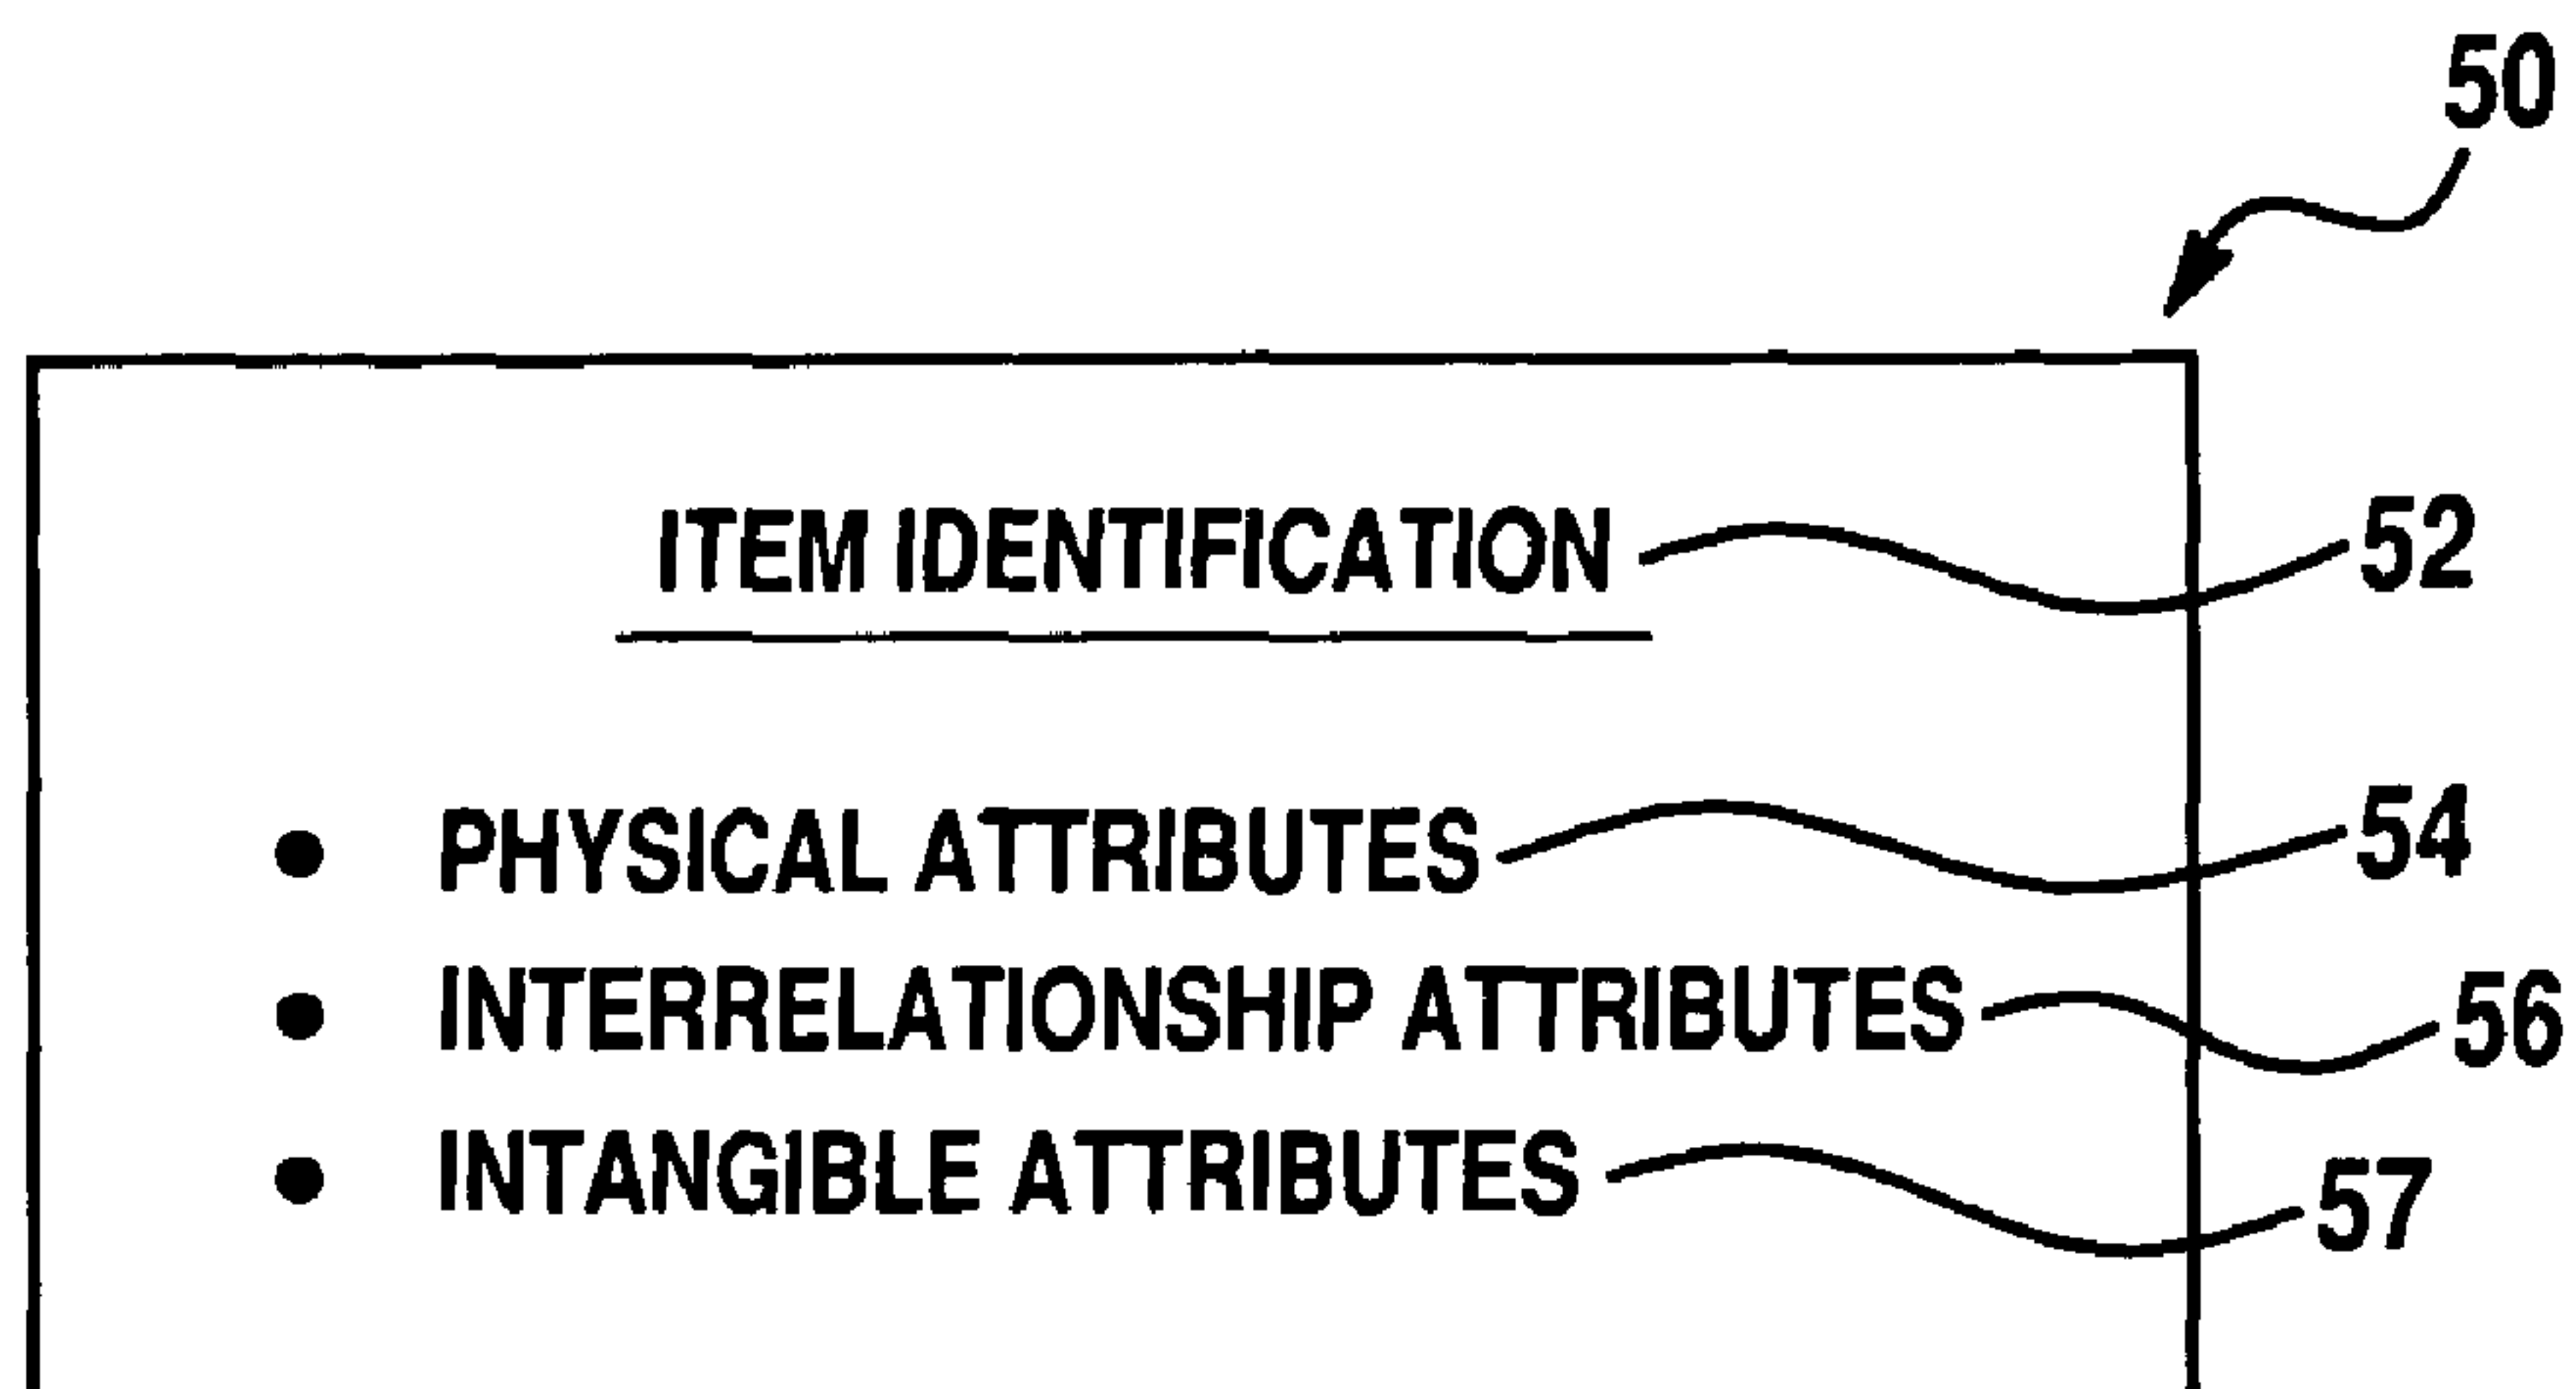 50
ITEM IDENTIFICATION 52
• PHYSICAL ATTRIBUTES 54
• INTERRELATIONSHIP ATTRIBUTES 56
• INTANGIBLE ATTRIBUTES 57